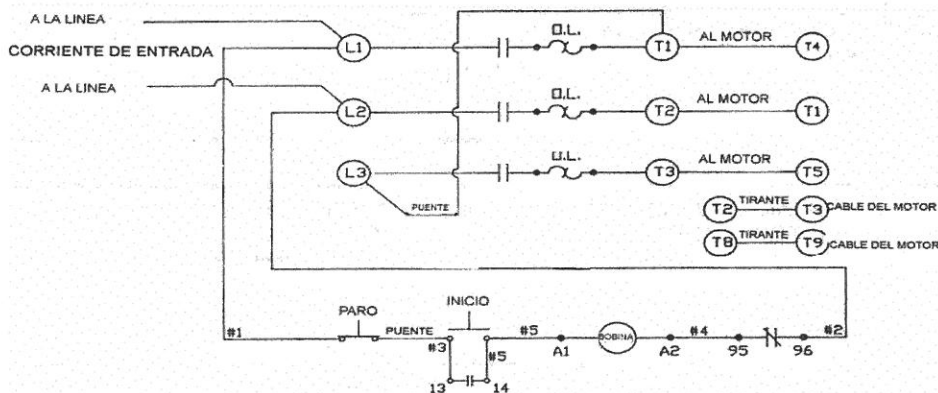 A LA LINEA
O.L.
L1
T1
AL MOTOR
T4
CORRIENTE DE ENTRADA
A LA LINEA
O.L.
L2
T2
AL MOTOR
T1
O.L.
L3
T3
AL MOTOR
T5
PUENTE
T2
TIRANTE
T3
CABLE DEL MOTOR
T8
TIRANTE
T9
CABLE DEL MOTOR
PARO
INICIO
#1
PUENTE
#3
#5
BOBINA
#4
#2
A1
A2
95
96
#5
13
14